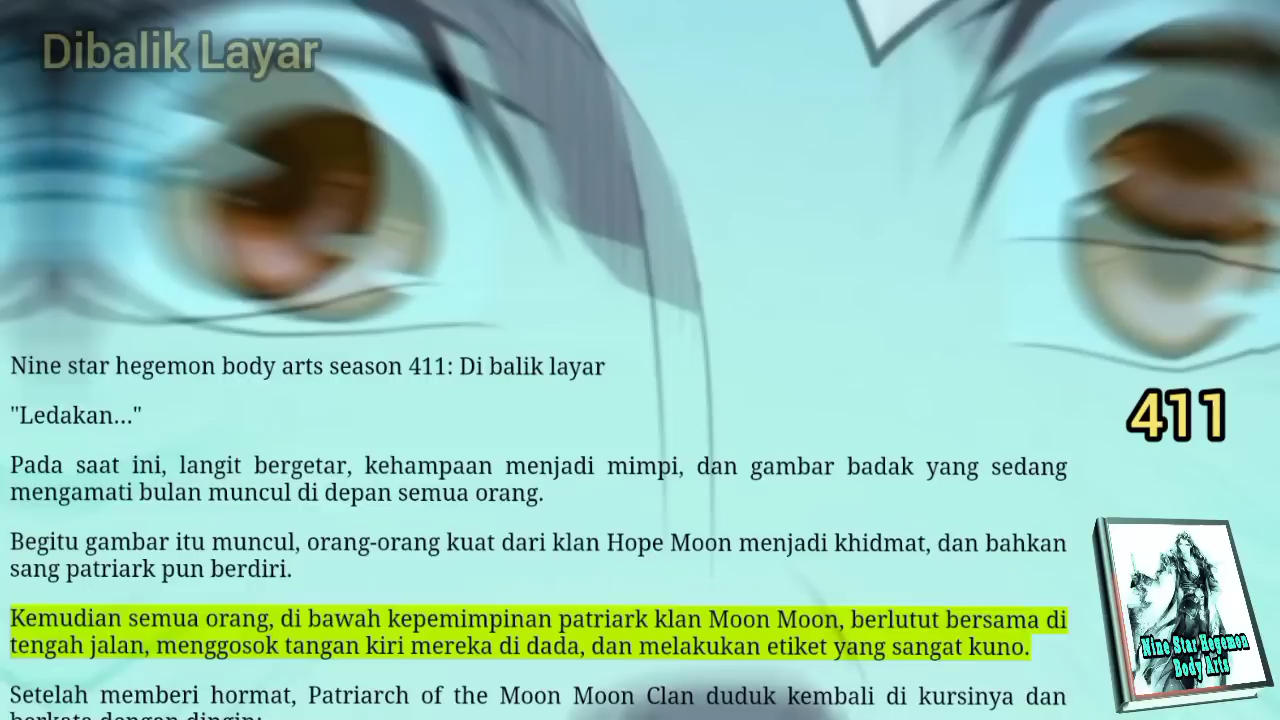 Dibalik Layar
Nine star hegemon body arts season 411: Di balik layar
"Ledakan..."
Pada saat ini, langit bergetar, kehampaan menjadi mimpi, dan gambar badak yang sedang
mengamati bulan muncul di depan semua orang.
Begitu gambar itu muncul, orang-orang kuat dari klan Hope Moon menjadi khidmat, dan bahkan
sang patriark pun berdiri.
Kemudian semua orang, di bawah kepemimpinan patriark klan Moon Moon, berlutut bersama di
tengah jalan, menggosok tangan kiri mereka di dada, dan melakukan etiket yang sangat kuno.
Setelah memberi hormat, Patriarch of the Moon Moon Clan duduk kembali di kursinya dan
berkata dengan dingin:
411
Nine Star Hegemon
Body Arts